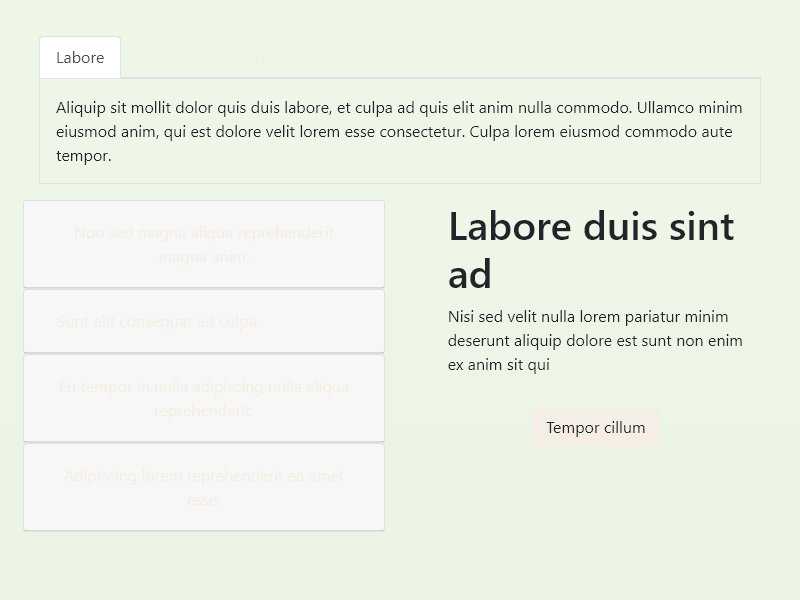 Labore
Sint
Commodo
Aliquip sit mollit dolor quis duis labore, et culpa ad quis elit anim nulla commodo. Ullamco minim
eiusmod anim, qui est dolore velit lorem esse consectetur. Culpa lorem eiusmod commodo aute
tempor.
Non sed magna aliqua reprehenderit
magna anim.
Sunt elit consequat ad culpa.
Eu tempor in nulla adipiscing nulla aliqua
reprehenderit.
Adipiscing lorem reprehenderit ea amet
esse.
Labore duis sint
ad
Nisi sed velit nulla lorem pariatur minim
deserunt aliquip dolore est sunt non enim
ex anim sit qui
Tempor cillum